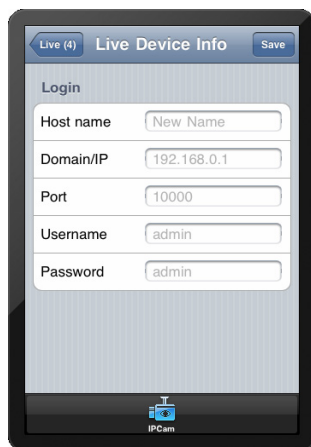 Live (4) Live Device Info Save
Login
Host name New Name
Domain/IP 192.168.0.1
Port 10000
Username admin
Password admin
IPCam